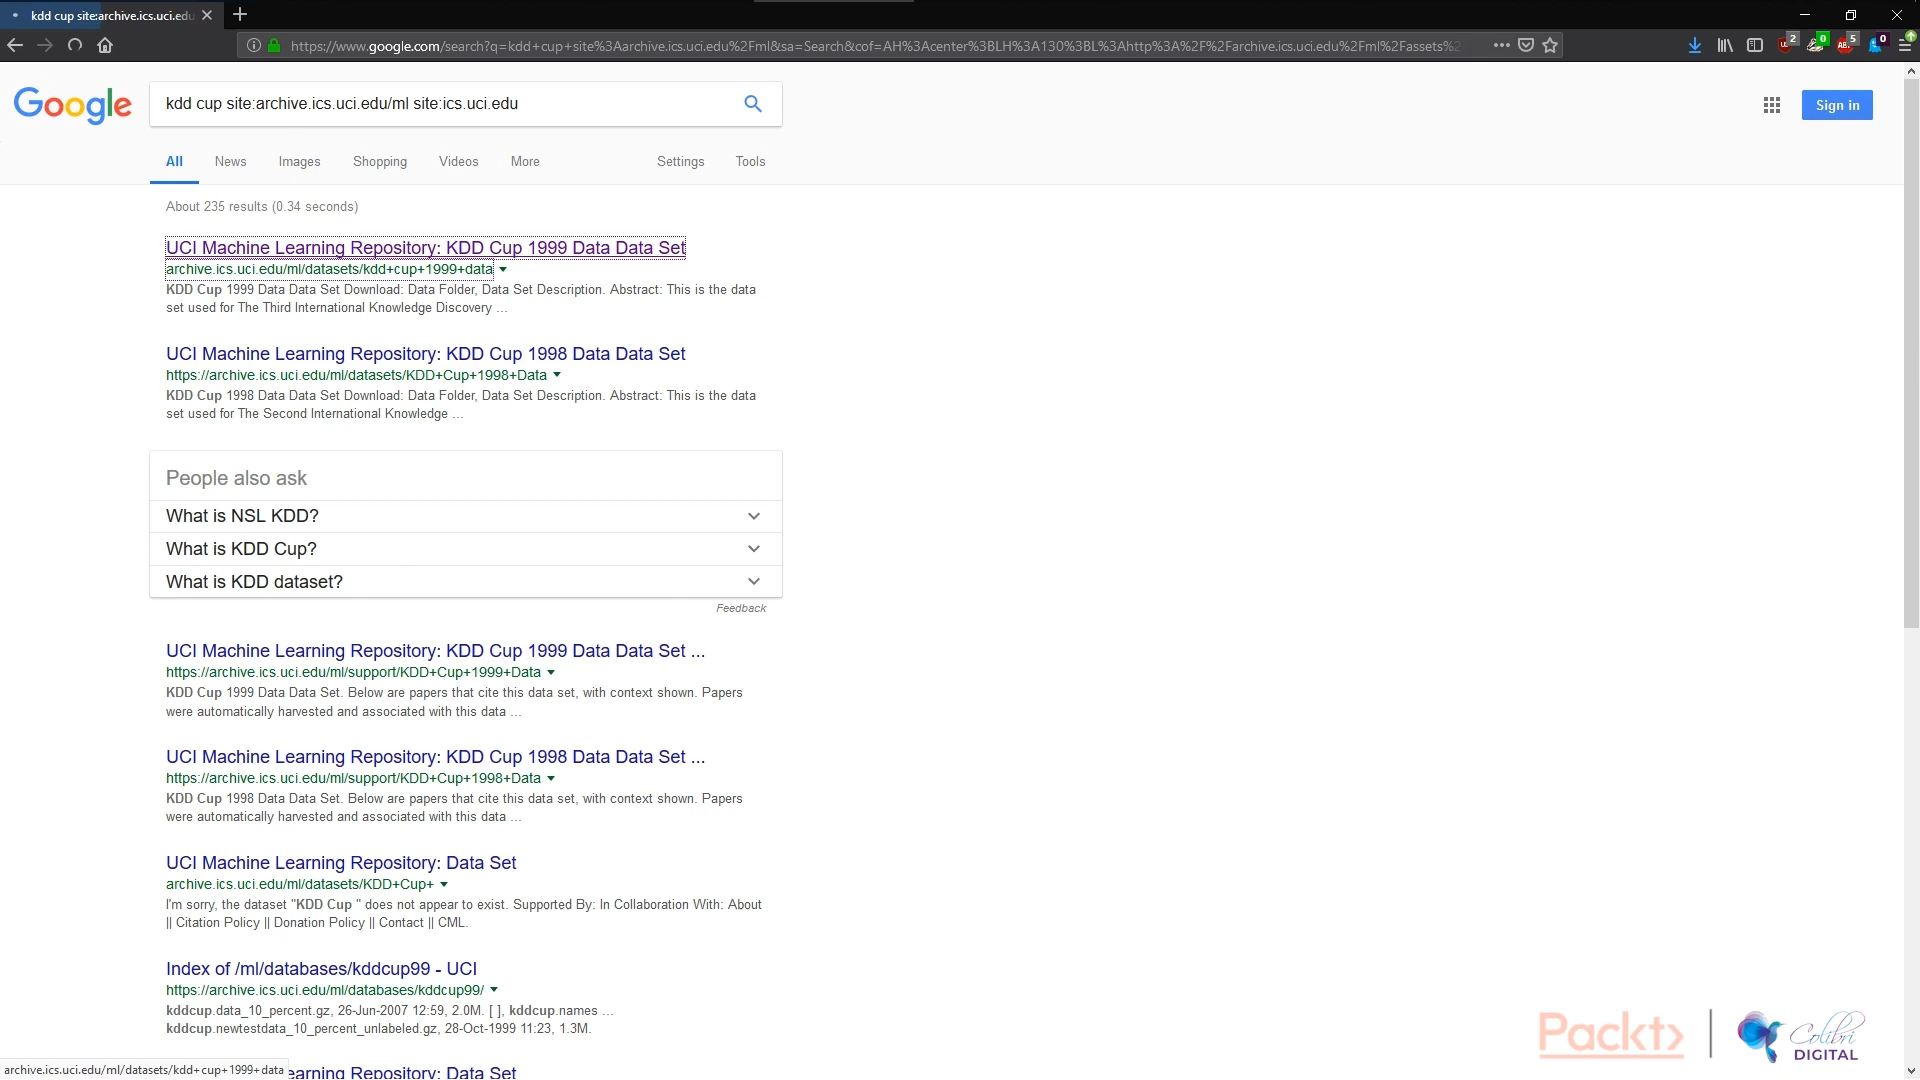 kdd cup site:archive.ics.uci.edu
https://www.google.com/search?q=kdd+cup+site%3Aarchive.ics.uci.edu%2Fml&sa=Search&cof=AH%3Acenter%3BLH%3A130%3BL%3Ahttp%3A%2F%2Farchive.ics.uci.edu%2Fml%2Fassets%2
2
0
5
0
Google
kdd cup site:archive.ics.uci.edu/ml site:ics.uci.edu
Sign in
All News Images Shopping Videos More Settings Tools
About 235 results (0.34 seconds)
UCI Machine Learning Repository: KDD Cup 1999 Data Data Set
archive.ics.uci.edu/ml/datasets/kdd+cup+1999+data
KDD Cup 1999 Data Data Set Download: Data Folder, Data Set Description. Abstract: This is the data
set used for The Third International Knowledge Discovery ...
UCI Machine Learning Repository: KDD Cup 1998 Data Data Set
https://archive.ics.uci.edu/ml/datasets/KDD+Cup+1998+Data
KDD Cup 1998 Data Data Set Download: Data Folder, Data Set Description. Abstract: This is the data
set used for The Second International Knowledge ...
People also ask
What is NSL KDD?
What is KDD Cup?
What is KDD dataset?
Feedback
UCI Machine Learning Repository: KDD Cup 1999 Data Data Set ...
https://archive.ics.uci.edu/ml/support/KDD+Cup+1999+Data
KDD Cup 1999 Data Data Set. Below are papers that cite this data set, with context shown. Papers
were automatically harvested and associated with this data ...
UCI Machine Learning Repository: KDD Cup 1998 Data Data Set ...
https://archive.ics.uci.edu/ml/support/KDD+Cup+1998+Data
KDD Cup 1998 Data Data Set. Below are papers that cite this data set, with context shown. Papers
were automatically harvested and associated with this data ...
UCI Machine Learning Repository: Data Set
archive.ics.uci.edu/ml/datasets/KDD+Cup+
I'm sorry, the dataset "KDD Cup " does not appear to exist. Supported By: In Collaboration With: About
|| Citation Policy || Donation Policy || Contact || CML.
Index of /ml/databases/kddcup99 - UCI
https://archive.ics.uci.edu/ml/databases/kddcup99/
kddcup.data_10_percent.gz, 26-Jun-2007 12:59, 2.0M. [ ], kddcup.names ...
kddcup.newtestdata_10_percent_unlabeled.gz, 28-Oct-1999 11:23, 1.3M.
earning Repository: Data Set
archive.ics.uci.edu/ml/datasets/kdd+cup+1999+data
Packt
Colibri
DIGITAL